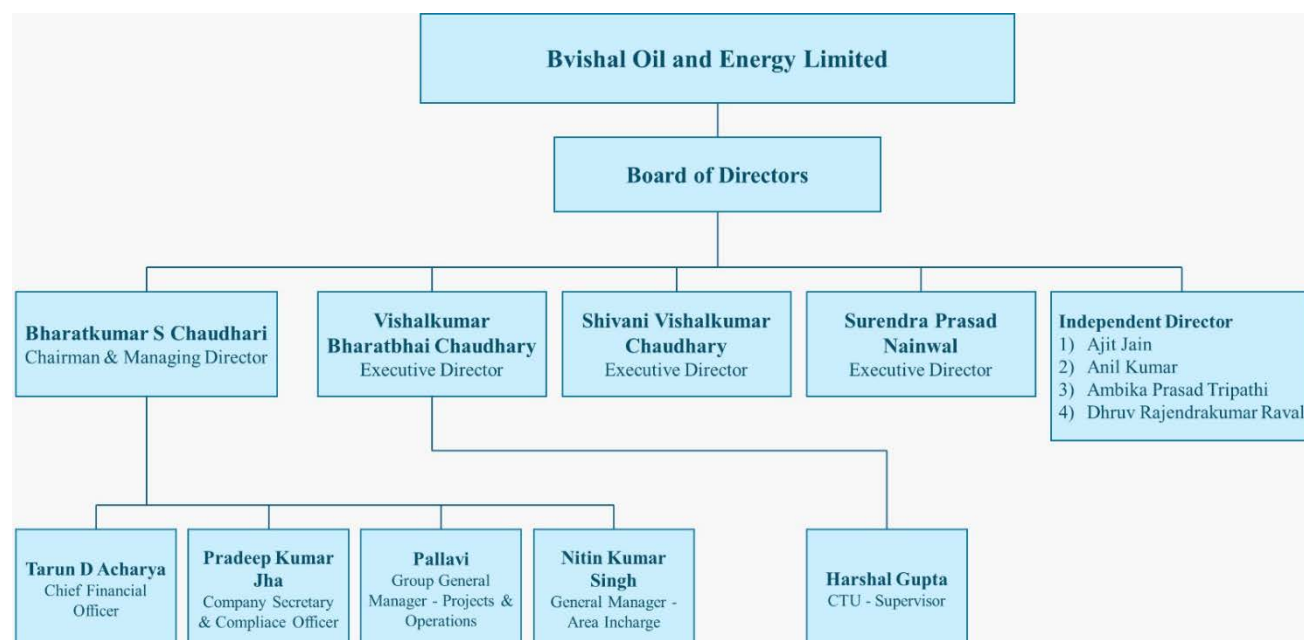 Bvishal Oil and Energy Limited
Board of Directors
Bharatkumar S Chaudhari
Chairman & Managing Director
Vishalkumar
Bharatbhai Chaudhary
Executive Director
Shivani Vishalkumar
Chaudhary
Executive Director
Surendra Prasad
Nainwal
Executive Director
Independent Director
1) Ajit Jain
2) Anil Kumar
3) Ambika Prasad Tripathi
4) Dhruv Rajendrakumar Raval
Tarun D Acharya
Chief Financial
Officer
Pradeep Kumar
Jha
Company Secretary
& Compliace Officer
Pallavi
Group General
Manager - Projects &
Operations
Nitin Kumar
Singh
General Manager -
Area Incharge
Harshal Gupta
CTU - Supervisor